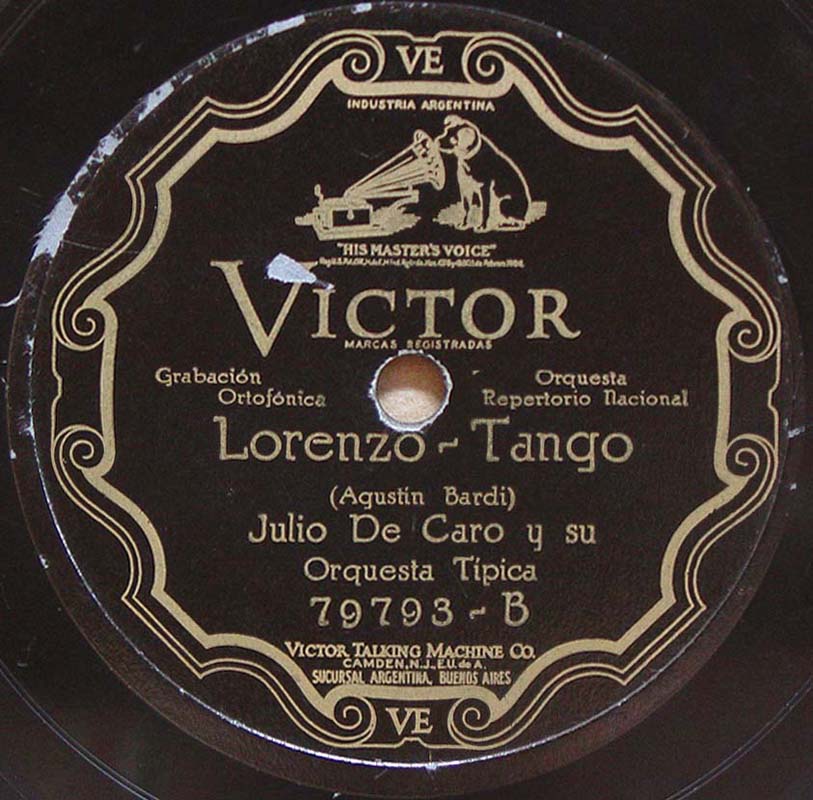 VE
INDUSTRIA ARGENTINA
"HIS MASTER'S VOICE"
VICTOR
MARCAS REGISTRADAS
Grabación Ortofónica
Orquesta Repertorio Nacional
Lorenzo - Tango
(Agustín Bardi)
Julio De Caro y su
Orquesta Típica
79793 - B
VICTOR TALKING MACHINE CO.
CAMDEN, N.J., E.U. de A.
SUCURSAL ARGENTINA, BUENOS AIRES
VE